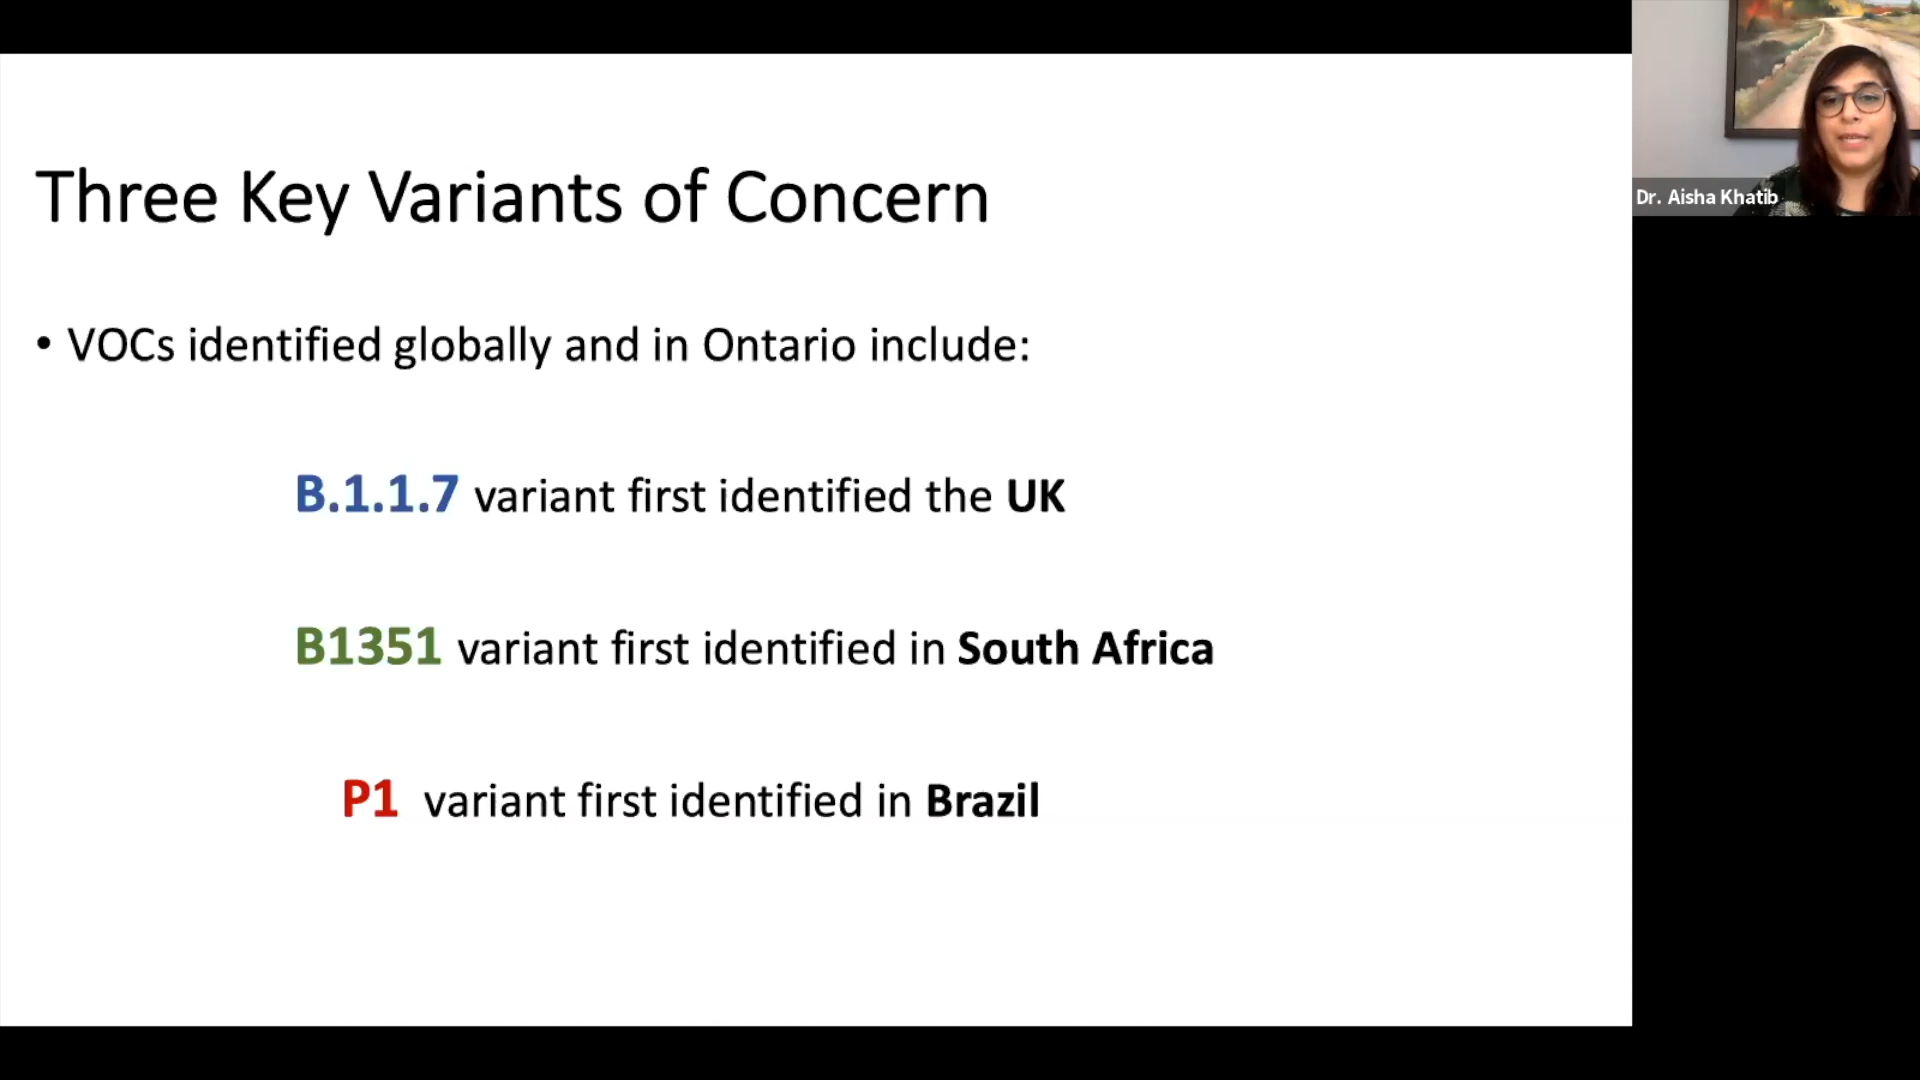 Three Key Variants of Concern
• VOCs identified globally and in Ontario include:
B.1.1.7 variant first identified the UK
B1351 variant first identified in South Africa
P1 variant first identified in Brazil
Dr. Aisha Khatib